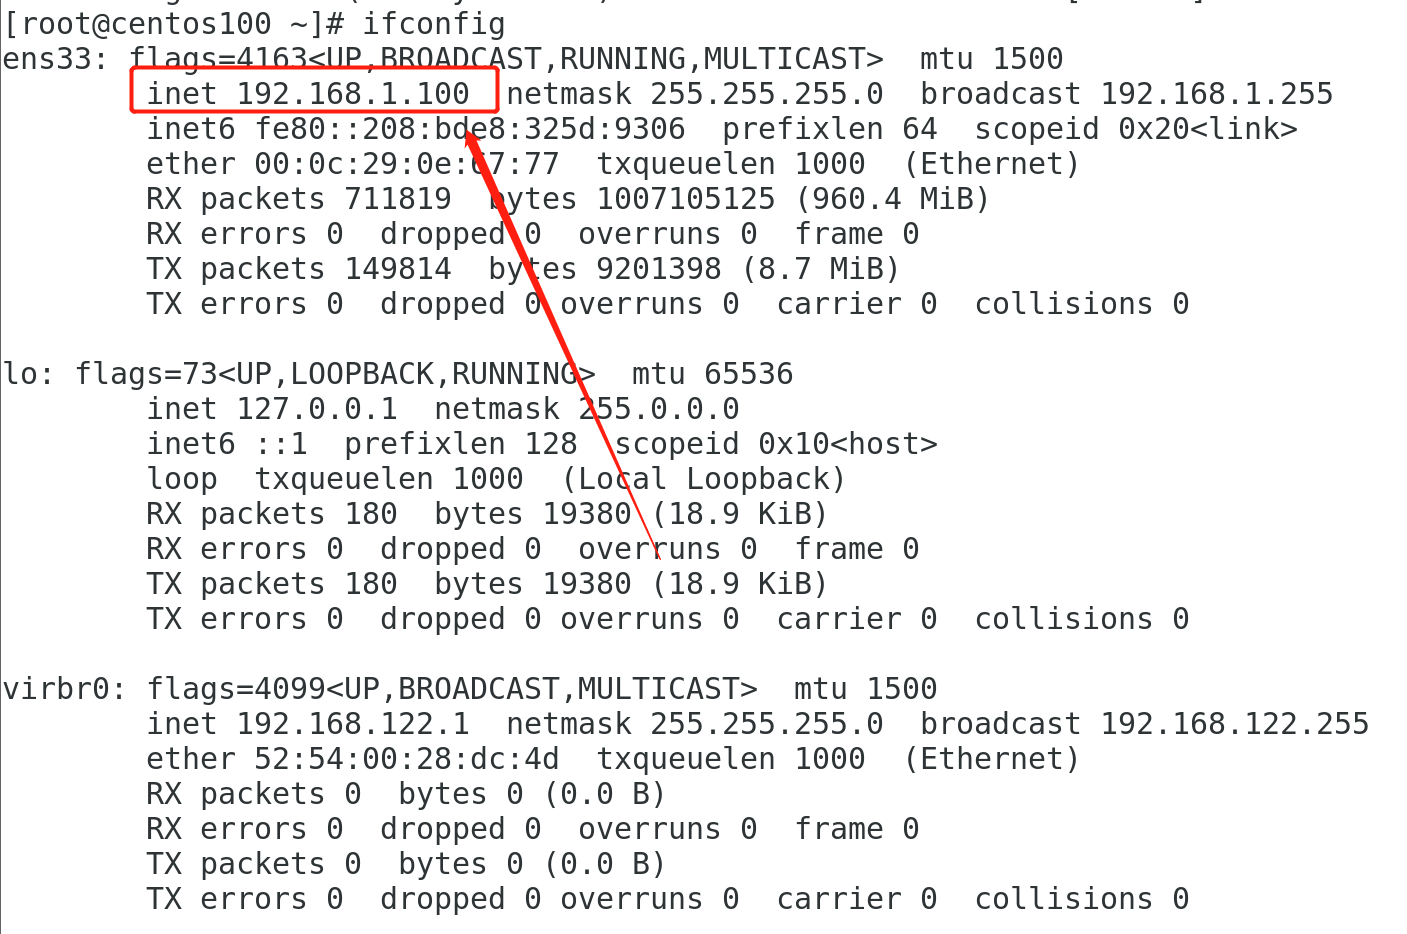 [root@centos100 ~]# ifconfig
ens33: flags=4163<UP,BROADCAST,RUNNING,MULTICAST>  mtu 1500
        inet 192.168.1.100  netmask 255.255.255.0  broadcast 192.168.1.255
        inet6 fe80::208:bde8:325d:9306  prefixlen 64  scopeid 0x20<link>
        ether 00:0c:29:0e:67:77  txqueuelen 1000  (Ethernet)
        RX packets 711819  bytes 1007105125 (960.4 MiB)
        RX errors 0  dropped 0  overruns 0  frame 0
        TX packets 149814  bytes 9201398 (8.7 MiB)
        TX errors 0  dropped 0 overruns 0  carrier 0  collisions 0

lo: flags=73<UP,LOOPBACK,RUNNING>  mtu 65536
        inet 127.0.0.1  netmask 255.0.0.0
        inet6 ::1  prefixlen 128  scopeid 0x10<host>
        loop  txqueuelen 1000  (Local Loopback)
        RX packets 180  bytes 19380 (18.9 KiB)
        RX errors 0  dropped 0  overruns 0  frame 0
        TX packets 180  bytes 19380 (18.9 KiB)
        TX errors 0  dropped 0 overruns 0  carrier 0  collisions 0

virbr0: flags=4099<UP,BROADCAST,MULTICAST>  mtu 1500
        inet 192.168.122.1  netmask 255.255.255.0  broadcast 192.168.122.255
        ether 52:54:00:28:dc:4d  txqueuelen 1000  (Ethernet)
        RX packets 0  bytes 0 (0.0 B)
        RX errors 0  dropped 0  overruns 0  frame 0
        TX packets 0  bytes 0 (0.0 B)
        TX errors 0  dropped 0 overruns 0  carrier 0  collisions 0